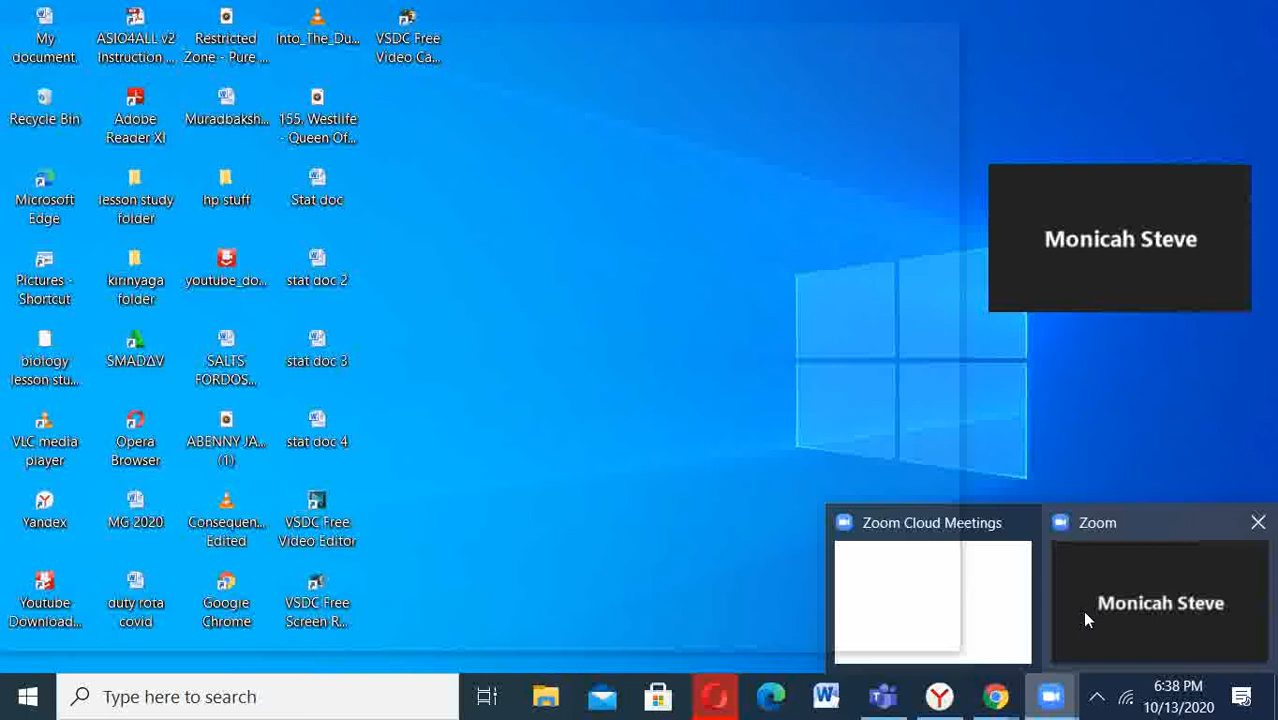 My
document.
ASIO4ALL v2
Instruction ...
Restricted
Zone - Pure ...
Into_The_Du...
VSDC Free
Video Ca...
Recycle Bin
Adobe
Reader XI
Muradbaksh...
155. Westlife
- Queen Of...
Microsoft
Edge
lesson study
folder
hp stuff
Stat doc
Pictures -
Shortcut
kirinyaga
folder
youtube_do...
stat doc 2
biology
lesson stu...
SMADΔV
SALTS
FORDOS...
stat doc 3
VLC media
player
Opera
Browser
ABENNY JA...
(1)
stat doc 4
Yandex
MG 2020
Consequen...
Edited
VSDC Free
Video Editor
Youtube
Download...
duty rota
covid
Google
Chrome
VSDC Free
Screen R...
Monicah Steve
Zoom Cloud Meetings
Zoom
Monicah Steve
Type here to search
6:38 PM
10/13/2020